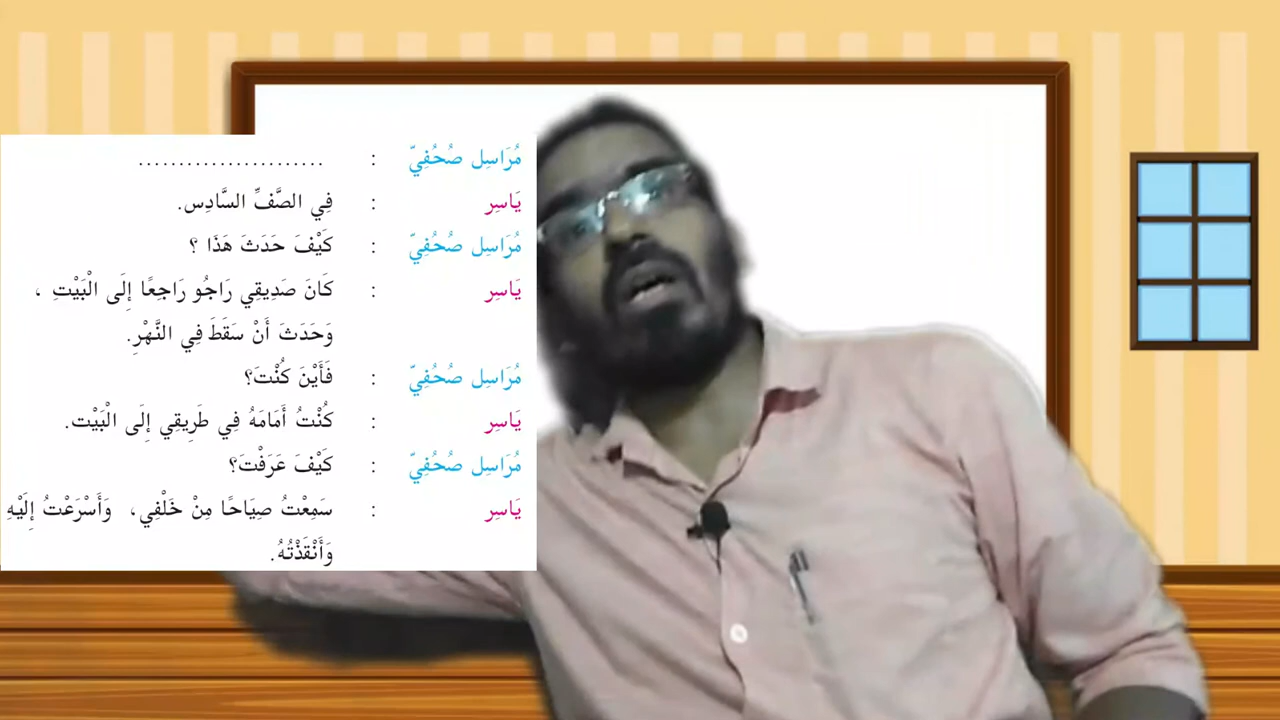 مُرَاسِل صُحُفِيّ : .......................
يَاسِر : فِي الصَّفِّ السَّادِس.
مُرَاسِل صُحُفِيّ : كَيْفَ حَدَثَ هَذَا ؟
يَاسِر : كَانَ صَدِيقِي رَاجُو رَاجِعًا إِلَى الْبَيْتِ ،
وَحَدَثَ أَنْ سَقَطَ فِي النَّهْرِ.
مُرَاسِل صُحُفِيّ : فَأَيْنَ كُنْتَ؟
يَاسِر : كُنْتُ أَمَامَهُ فِي طَرِيقِي إِلَى الْبَيْت.
مُرَاسِل صُحُفِيّ : كَيْفَ عَرَفْتَ؟
يَاسِر : سَمِعْتُ صِيَاحًا مِنْ خَلْفِي، وَأَسْرَعْتُ إِلَيْهِ
وَأَنْقَذْتُهُ.